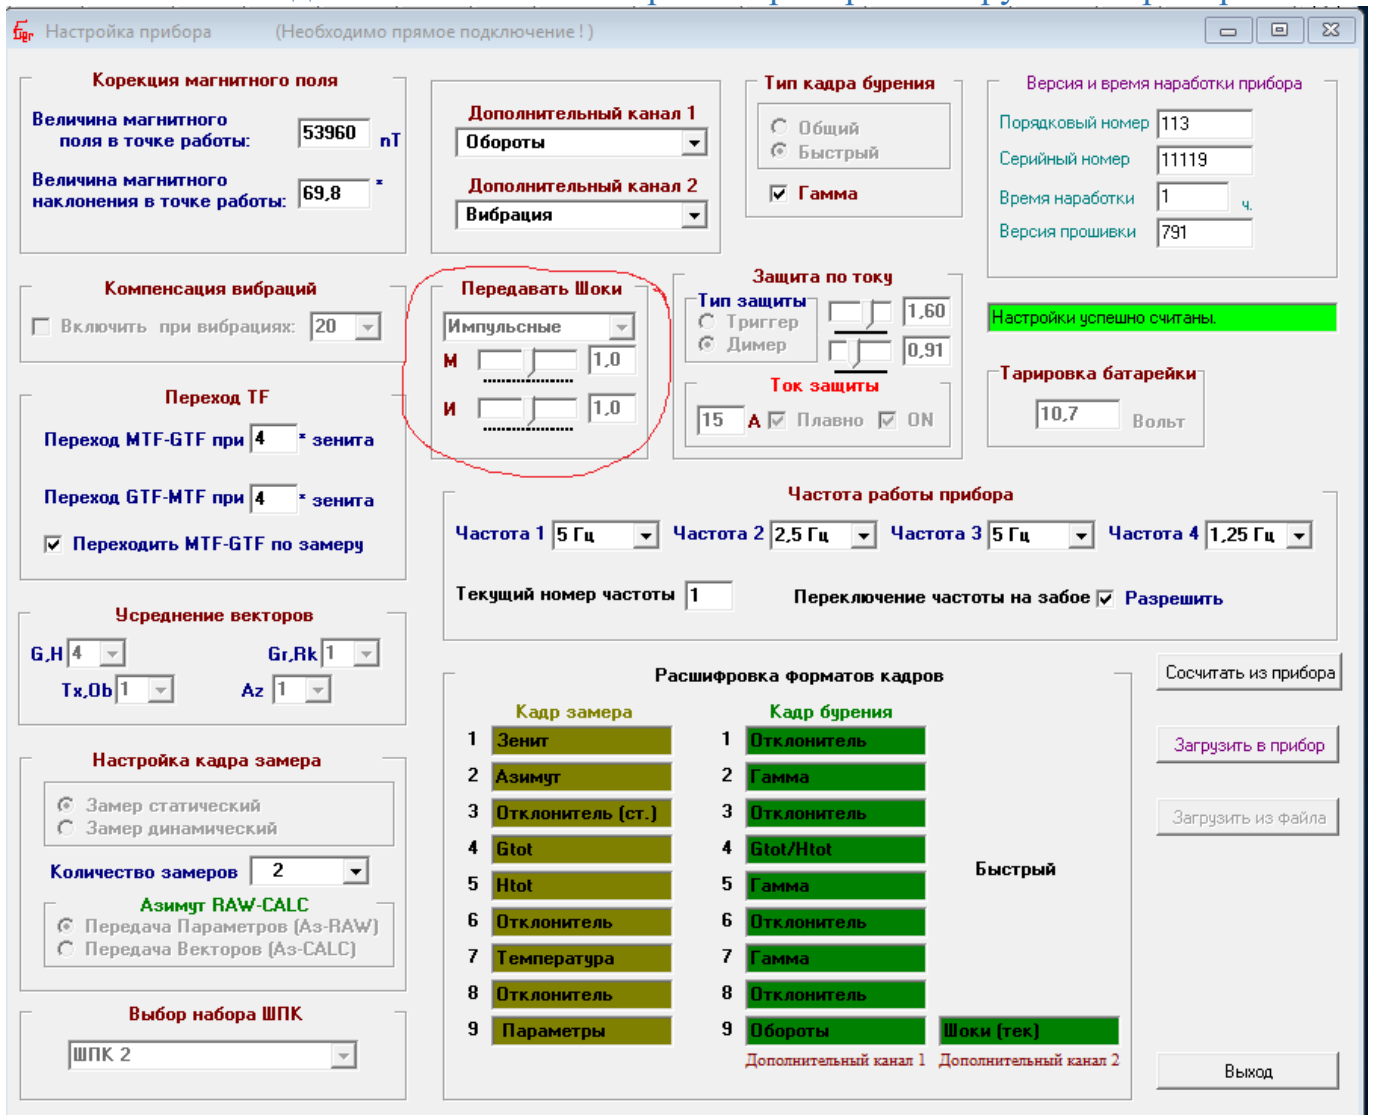 Настройка прибора (Необходимо прямое подключение ! )
Корекция магнитного поля
Величина магнитного
поля в точке работы: 53960 nT
Величина магнитного
наклонения в точке работы: 69,8 °
Дополнительный канал 1
Обороты
Дополнительный канал 2
Вибрация
Тип кадра бурения
Общий
Быстрый
Гамма
Версия и время наработки прибора
Порядковый номер 113
Серийный номер 11119
Время наработки 1 ч.
Версия прошивки 791
Компенсация вибраций
Включить при вибрациях: 20
Передавать Шоки
Импульсные
М 1,0
И 1,0
Защита по току
Тип защиты
Триггер
Димер
1,60
0,91
Ток защиты
15 А Плавно ON
Настройки успешно считаны.
Тарировка батарейки
10,7 Вольт
Переход TF
Переход MTF-GTF при 4 ° зенита
Переход GTF-MTF при 4 ° зенита
Переходить MTF-GTF по замеру
Частота работы прибора
Частота 1 5 Гц Частота 2 2,5 Гц Частота 3 5 Гц Частота 4 1,25 Гц
Текущий номер частоты 1 Переключение частоты на забое Разрешить
Усреднение векторов
G,H 4 Gr,Rk 1
Tx,Ob 1 Az 1
Настройка кадра замера
Замер статический
Замер динамический
Количество замеров 2
Азимут RAW-CALC
Передача Параметров (Аз-RAW)
Передача Векторов (As-CALC)
Выбор набора ШПК
ШПК 2
Расшифровка форматов кадров
Кадр замера Кадр бурения
1 Зенит 1 Отклонитель
2 Азимут 2 Гамма
3 Отклонитель (ст.) 3 Отклонитель
4 Gtot 4 Gtot/Htot
5 Htot 5 Гамма
Быстрый
6 Отклонитель 6 Отклонитель
7 Температура 7 Гамма
8 Отклонитель 8 Отклонитель
9 Параметры 9 Обороты Шоки (тек)
Дополнительный канал 1 Дополнительный канал 2
Сосчитать из прибора
Загрузить в прибор
Загрузить из файла
Выход